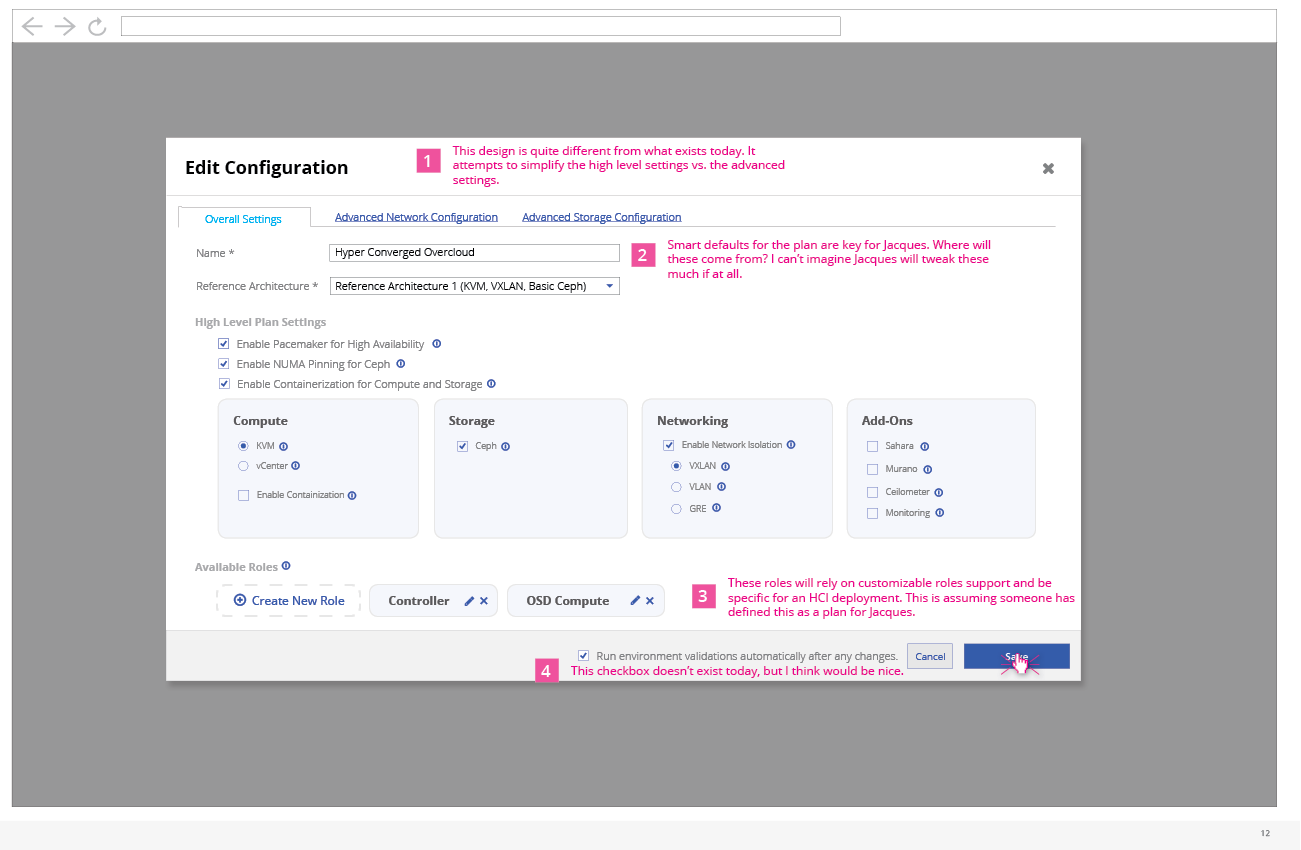 Edit Configuration
1
This design is quite different from what exists today. It
attempts to simplify the high level settings vs. the advanced
settings.
Overall Settings
Advanced Network Configuration
Advanced Storage Configuration
Name *
Hyper Converged Overcloud
2
Smart defaults for the plan are key for Jacques. Where will
these come from? I can't imagine Jacques will tweak these
much if at all.
Reference Architecture *
Reference Architecture 1 (KVM, VXLAN, Basic Ceph)
High Level Plan Settings
Enable Pacemaker for High Availability
Enable NUMA Pinning for Ceph
Enable Containerization for Compute and Storage
Compute
KVM
vCenter
Enable Containization
Storage
Ceph
Networking
Enable Network Isolation
VXLAN
VLAN
GRE
Add-Ons
Sahara
Murano
Ceilometer
Monitoring
Available Roles
Create New Role
Controller
OSD Compute
3
These roles will rely on customizable roles support and be
specific for an HCI deployment. This is assuming someone has
defined this as a plan for Jacques.
Run environment validations automatically after any changes.
Cancel
Save
4
This checkbox doesn't exist today, but I think would be nice.
12